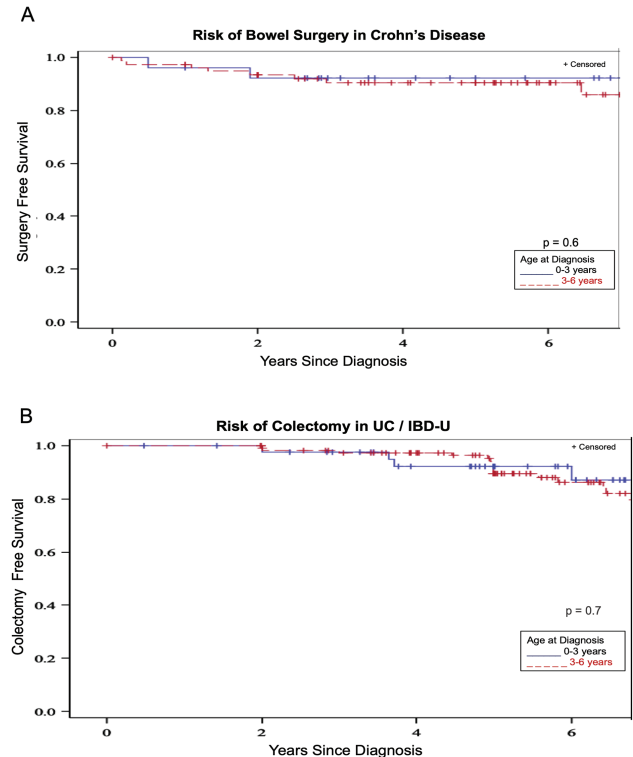 A
Risk of Bowel Surgery in Crohn's Disease
1.0
+ Censored
0.8
0.6
0.4
0.2
0.0
Surgery Free Survival
p = 0.6
Age at Diagnosis
0-3 years
3-6 years
0 2 4 6
Years Since Diagnosis
B
Risk of Colectomy in UC / IBD-U
1.0
+ Censored
0.8
0.6
0.4
0.2
0.0
Colectomy Free Survival
p = 0.7
Age at Diagnosis
0-3 years
3-6 years
0 2 4 6
Years Since Diagnosis